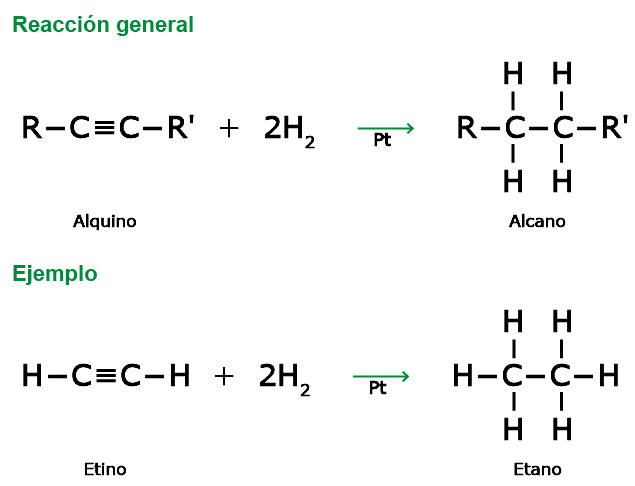 Reacción general
H H
R–C≡C–R' + 2H₂ → R–C–C–R'
Pt
H H
Alquino Alcano
Ejemplo
H H
H–C≡C–H + 2H₂ → H–C–C–H
Pt
H H
Etino Etano